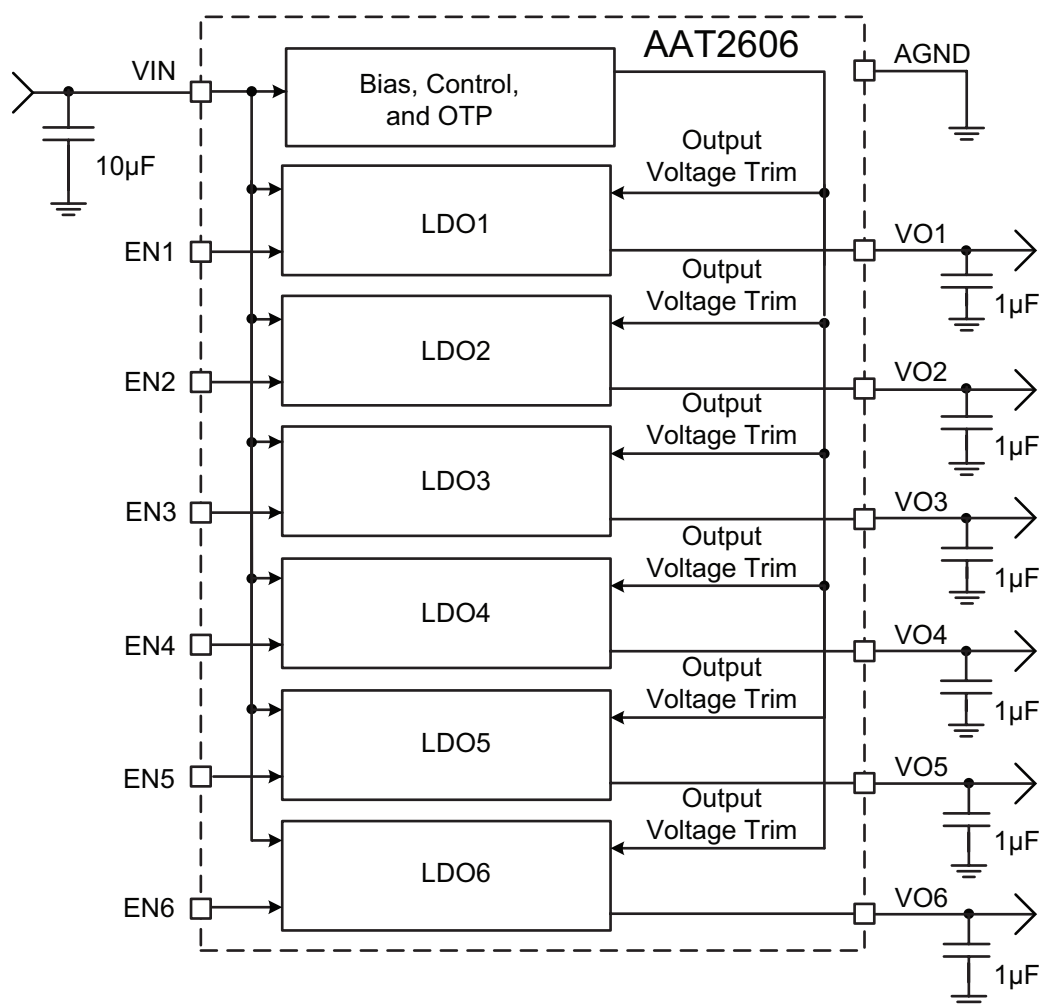 AAT2606
VIN
AGND
Bias, Control,
and OTP
10µF
Output
Voltage Trim
LDO1
EN1
VO1
1µF
Output
Voltage Trim
LDO2
EN2
VO2
1µF
Output
Voltage Trim
LDO3
EN3
VO3
1µF
Output
Voltage Trim
LDO4
EN4
VO4
1µF
Output
Voltage Trim
LDO5
EN5
VO5
1µF
Output
Voltage Trim
LDO6
EN6
VO6
1µF